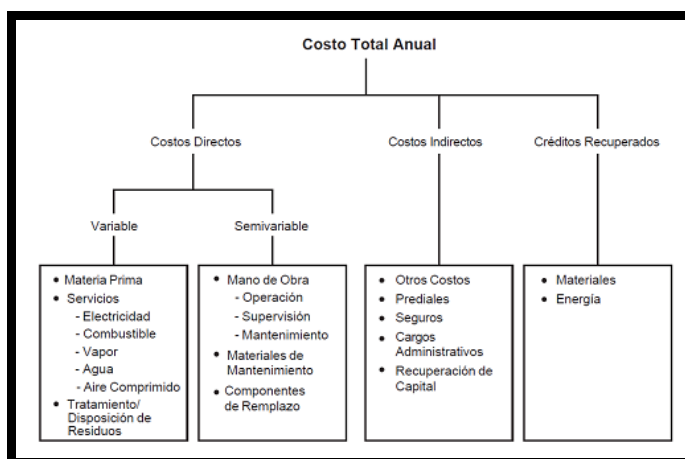 Costo Total Anual
Costos Directos
Costos Indirectos
Créditos Recuperados
Variable
Semivariable
• Materia Prima
• Servicios
- Electricidad
- Combustible
- Vapor
- Agua
- Aire Comprimido
• Tratamiento/
Disposición de
Residuos
• Mano de Obra
- Operación
- Supervisión
- Mantenimiento
• Materiales de
Mantenimiento
• Componentes
de Remplazo
• Otros Costos
• Prediales
• Seguros
• Cargos
Administrativos
• Recuperación de
Capital
• Materiales
• Energía